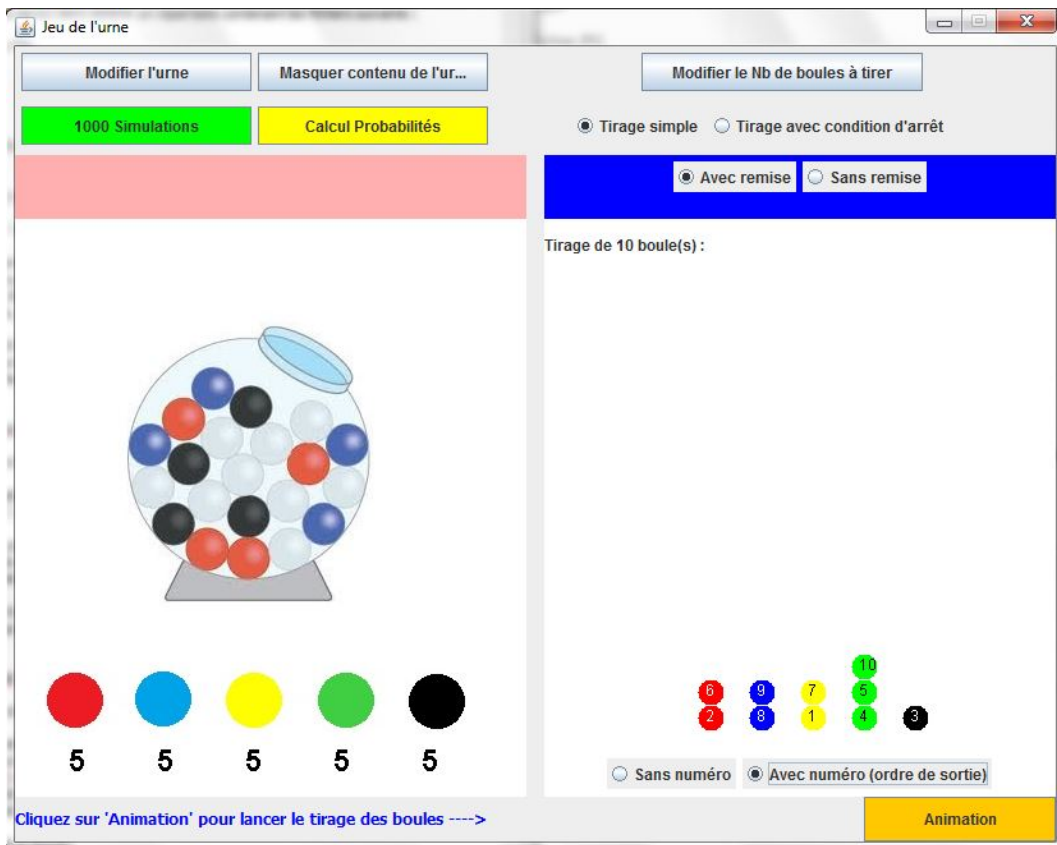 Jeu de l'urne
Modifier l'urne
Masquer contenu de l'ur...
Modifier le Nb de boules à tirer
1000 Simulations
Calcul Probabilités
Tirage simple
Tirage avec condition d'arrêt
Avec remise
Sans remise
Tirage de 10 boule(s) :
10
6 9 7 5
2 8 1 4 3
5 5 5 5 5
Sans numéro
Avec numéro (ordre de sortie)
Cliquez sur 'Animation' pour lancer le tirage des boules ---->
Animation